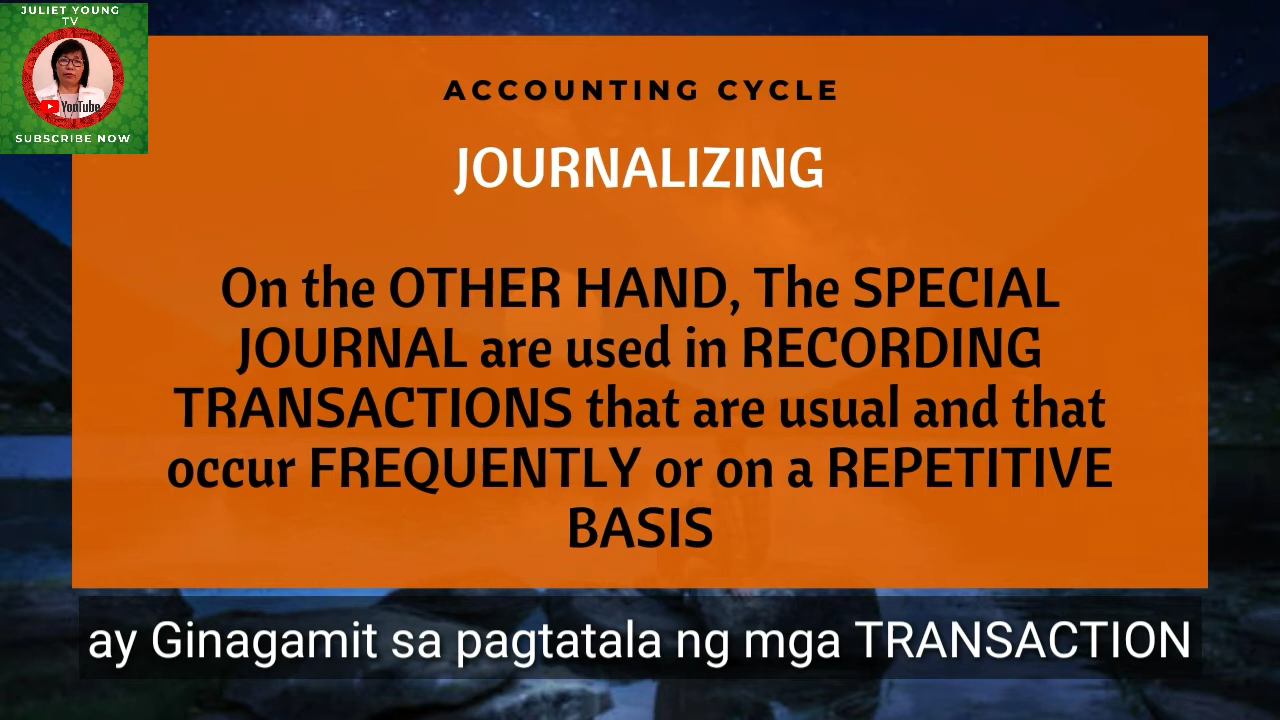 JULIET YOUNG
TV
YouTube
SUBSCRIBE NOW
ACCOUNTING CYCLE
JOURNALIZING
On the OTHER HAND, The SPECIAL
JOURNAL are used in RECORDING
TRANSACTIONS that are usual and that
occur FREQUENTLY or on a REPETITIVE
BASIS
ay Ginagamit sa pagtatala ng mga TRANSACTION